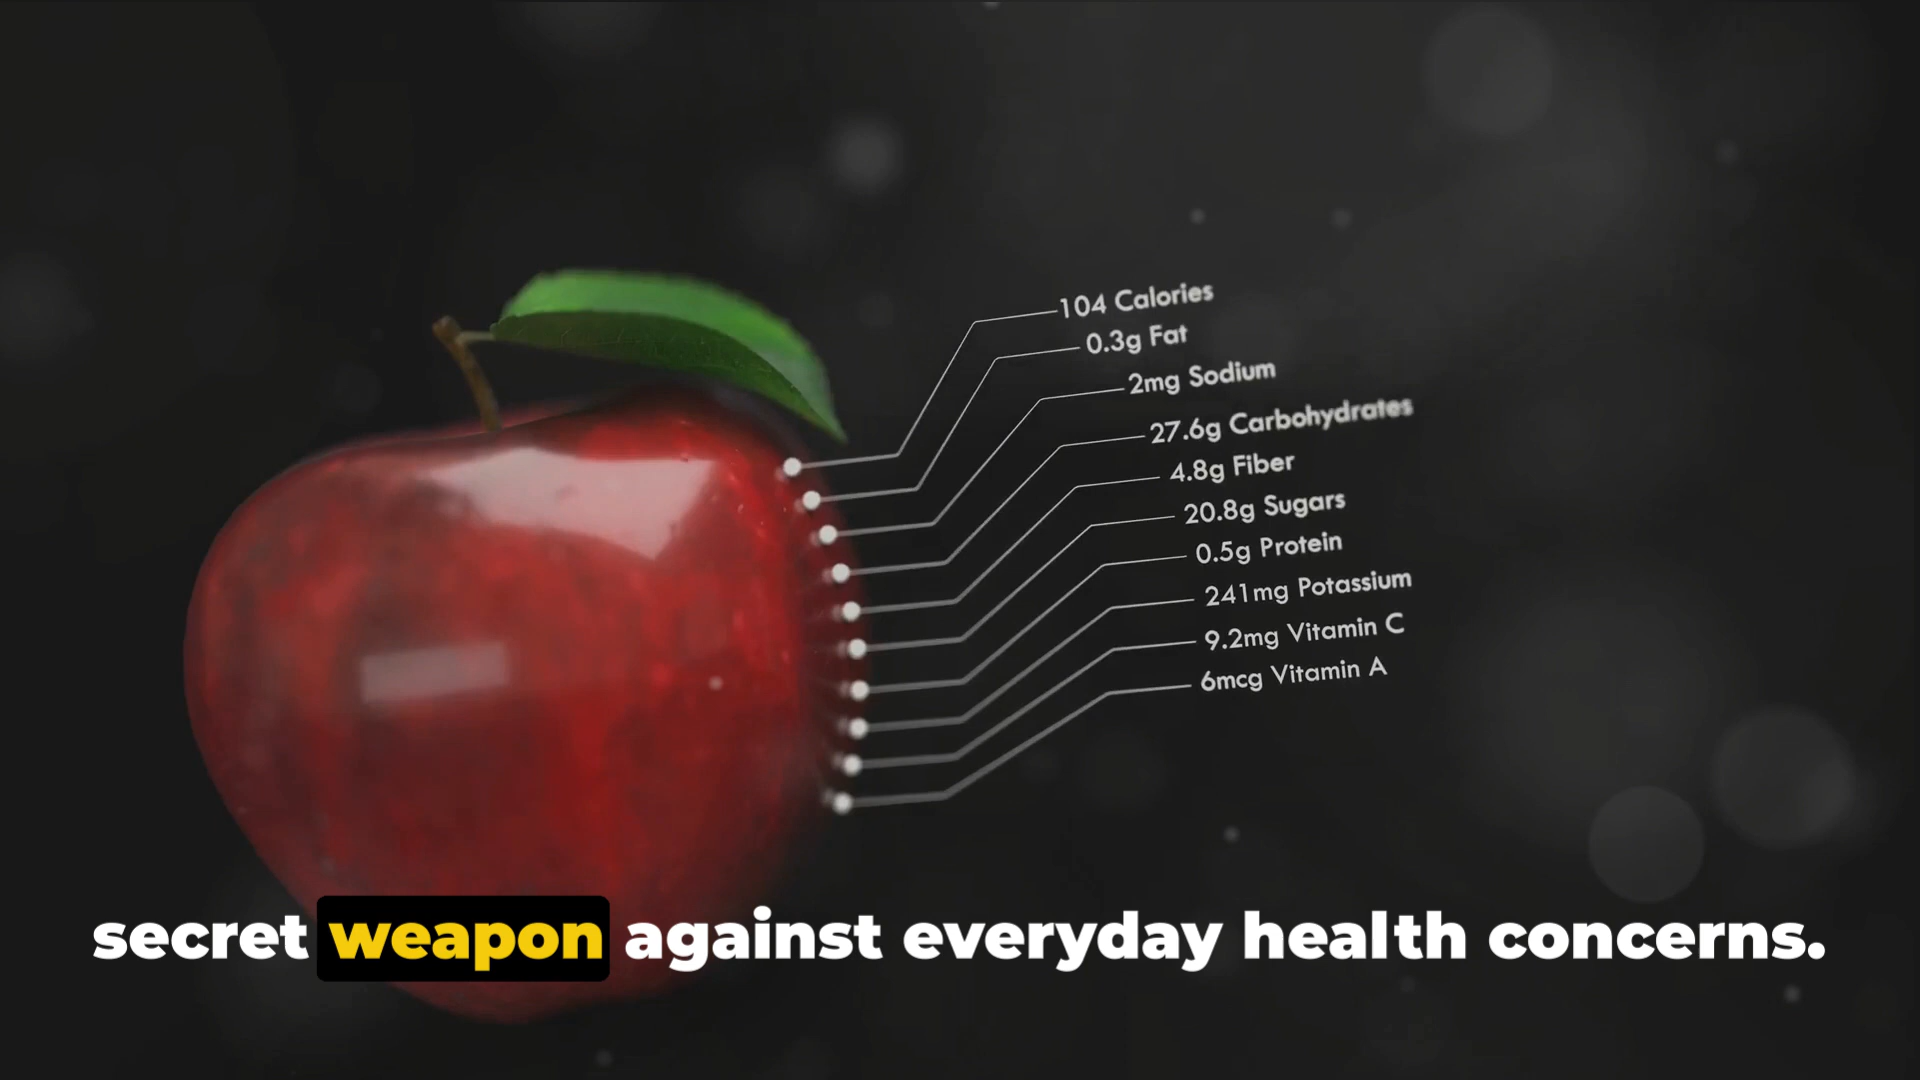 104 Calories
0.3g Fat
2mg Sodium
27.6g Carbohydrates
4.8g Fiber
20.8g Sugars
0.5g Protein
241mg Potassium
9.2mg Vitamin C
6mcg Vitamin A
secret weapon against everyday health concerns.